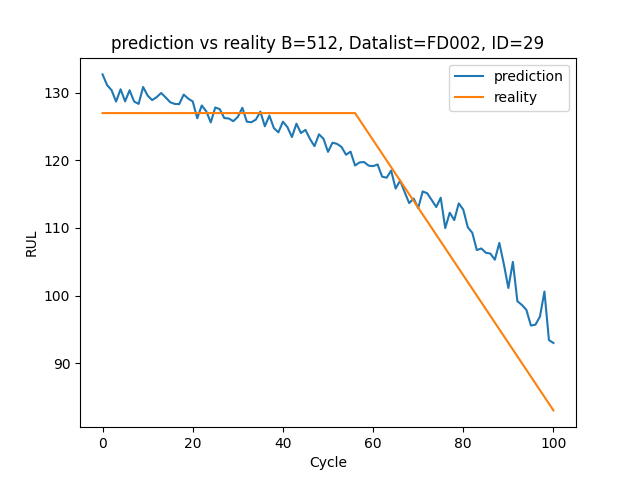 prediction vs reality B=512, Datalist=FD002, ID=29
prediction
reality
RUL
130
120
110
100
90
0 20 40 60 80 100
Cycle